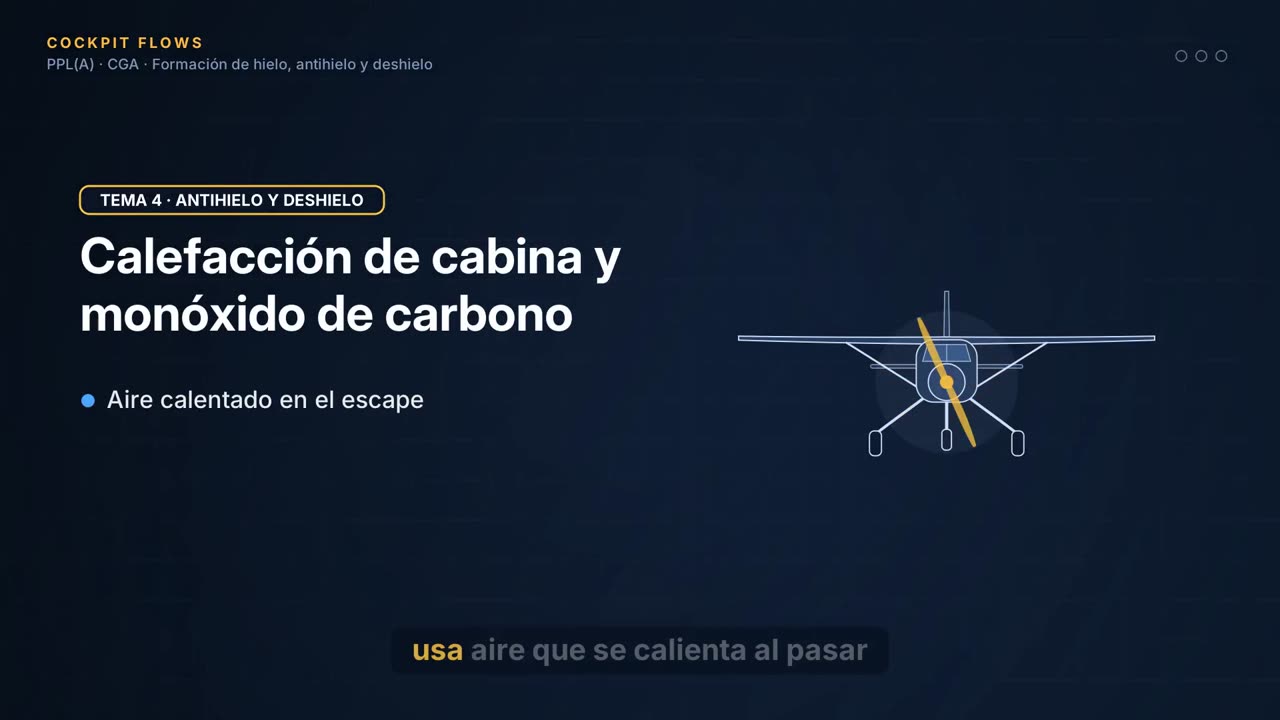 COCKPIT FLOWS
PPL(A) · CGA · Formación de hielo, antihielo y deshielo
TEMA 4 · ANTIHIELO Y DESHIELO
Calefacción de cabina y
monóxido de carbono
Aire calentado en el escape
usa aire que se calienta al pasar